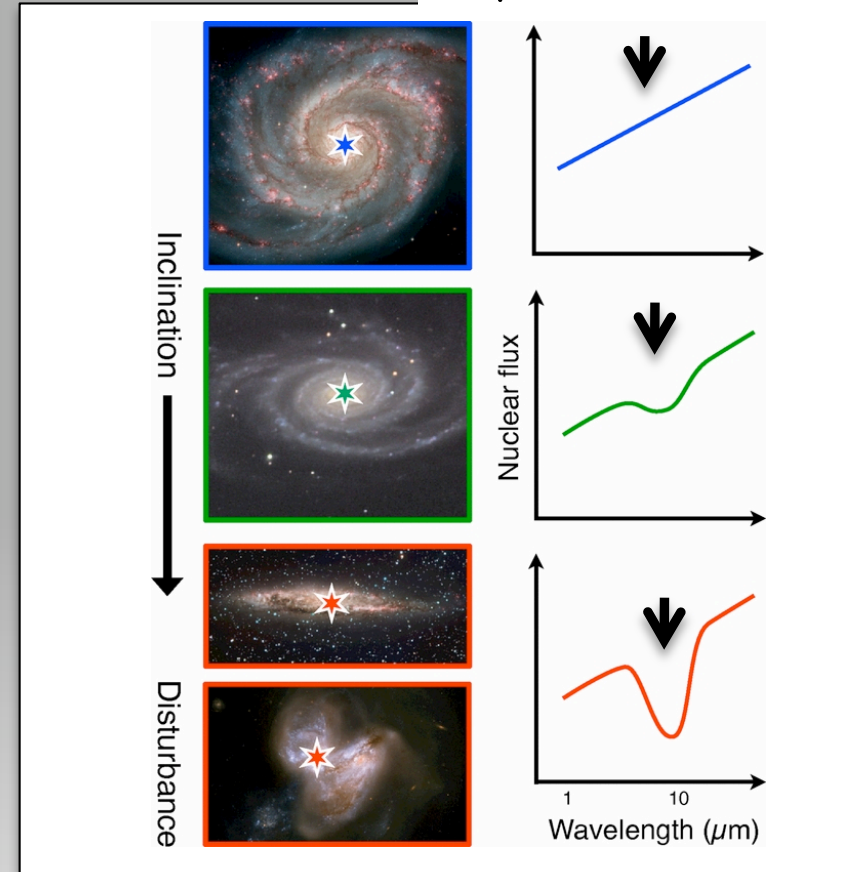 Inclination
Disturbance
Nuclear flux
1 10
Wavelength (μm)